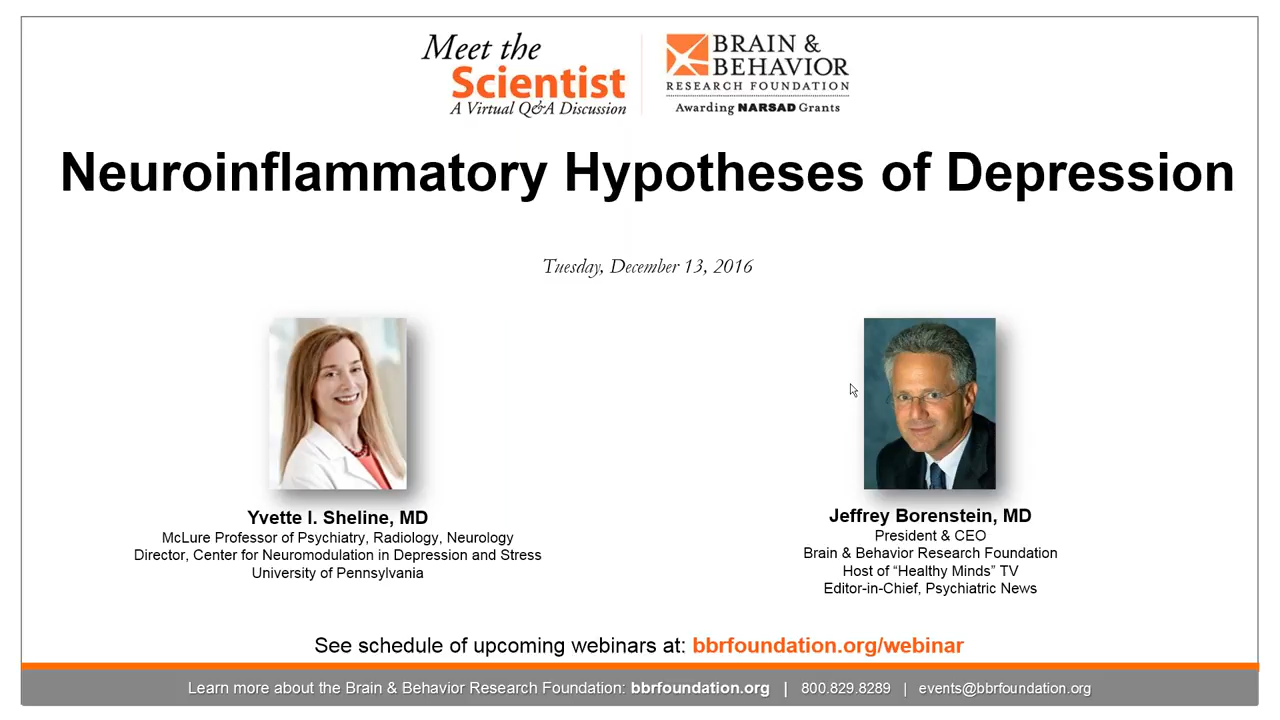 Meet the
Scientist
A Virtual Q&A Discussion
BRAIN &
BEHAVIOR
RESEARCH FOUNDATION
Awarding NARSAD Grants
Neuroinflammatory Hypotheses of Depression
Tuesday, December 13, 2016
Yvette I. Sheline, MD
McLure Professor of Psychiatry, Radiology, Neurology
Director, Center for Neuromodulation in Depression and Stress
University of Pennsylvania
Jeffrey Borenstein, MD
President & CEO
Brain & Behavior Research Foundation
Host of “Healthy Minds” TV
Editor-in-Chief, Psychiatric News
See schedule of upcoming webinars at: bbrfoundation.org/webinar
Learn more about the Brain & Behavior Research Foundation: bbrfoundation.org | 800.829.8289 | events@bbrfoundation.org